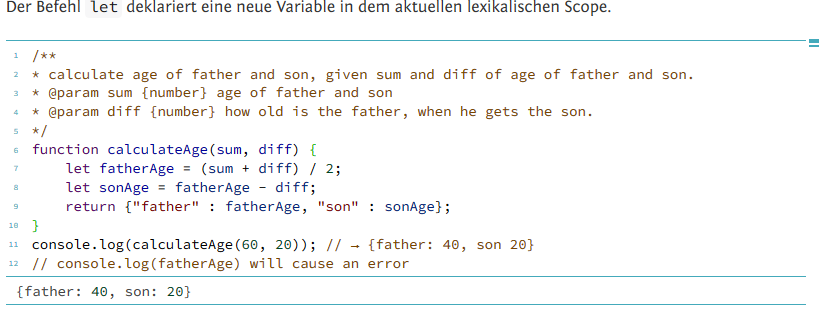 Der Befehl let deklariert eine neue Variable in dem aktuellen lexikalischen Scope.
1 /**
2 * calculate age of father and son, given sum and diff of age of father and son.
3 * @param sum {number} age of father and son
4 * @param diff {number} how old is the father, when he gets the son.
5 */
6 function calculateAge(sum, diff) {
7     let fatherAge = (sum + diff) / 2;
8     let sonAge = fatherAge - diff;
9     return {"father" : fatherAge, "son" : sonAge};
10 }
11 console.log(calculateAge(60, 20)); // → {father: 40, son 20}
12 // console.log(fatherAge) will cause an error
{father: 40, son: 20}